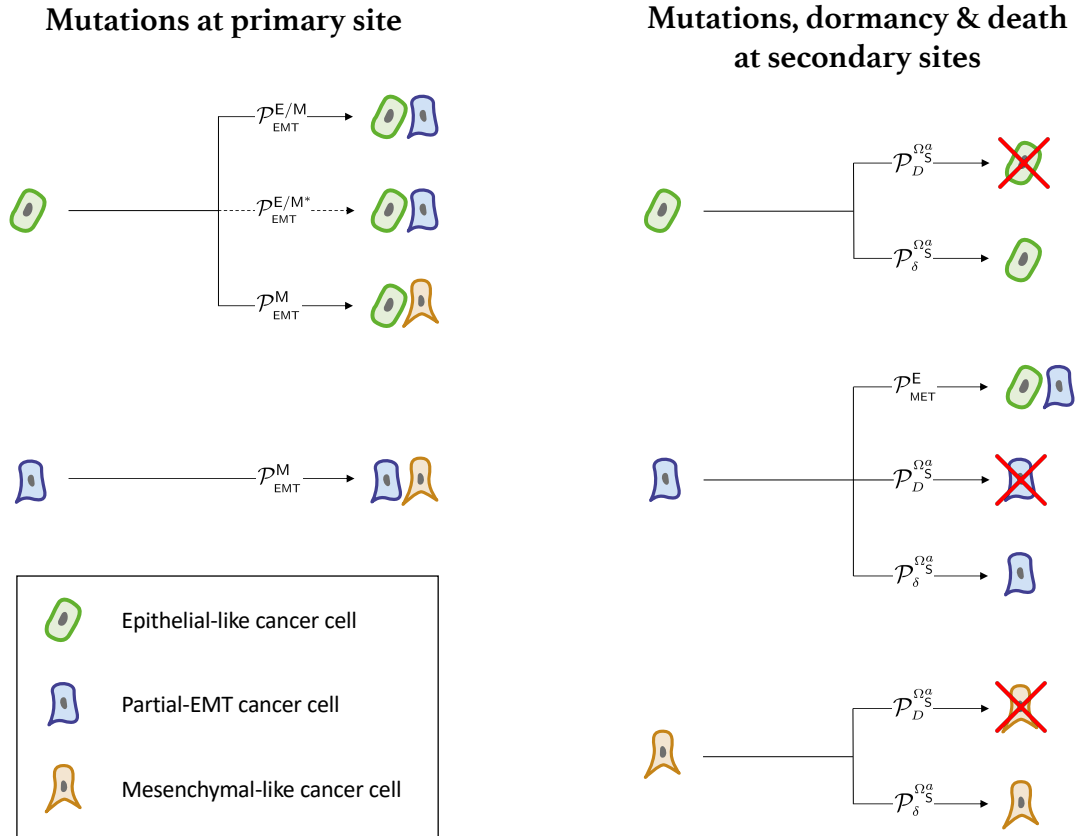 Mutations at primary site
𝒫^{E/M}_{EMT}
𝒫^{E/M*}_{EMT}
𝒫^{M}_{EMT}
𝒫^{M}_{EMT}
Epithelial-like cancer cell
Partial-EMT cancer cell
Mesenchymal-like cancer cell
Mutations, dormancy & death
at secondary sites
𝒫^{Ω^a_S}_{D}
𝒫^{Ω^a_S}_{δ}
𝒫^{E}_{MET}
𝒫^{Ω^a_S}_{D}
𝒫^{Ω^a_S}_{δ}
𝒫^{Ω^a_S}_{D}
𝒫^{Ω^a_S}_{δ}